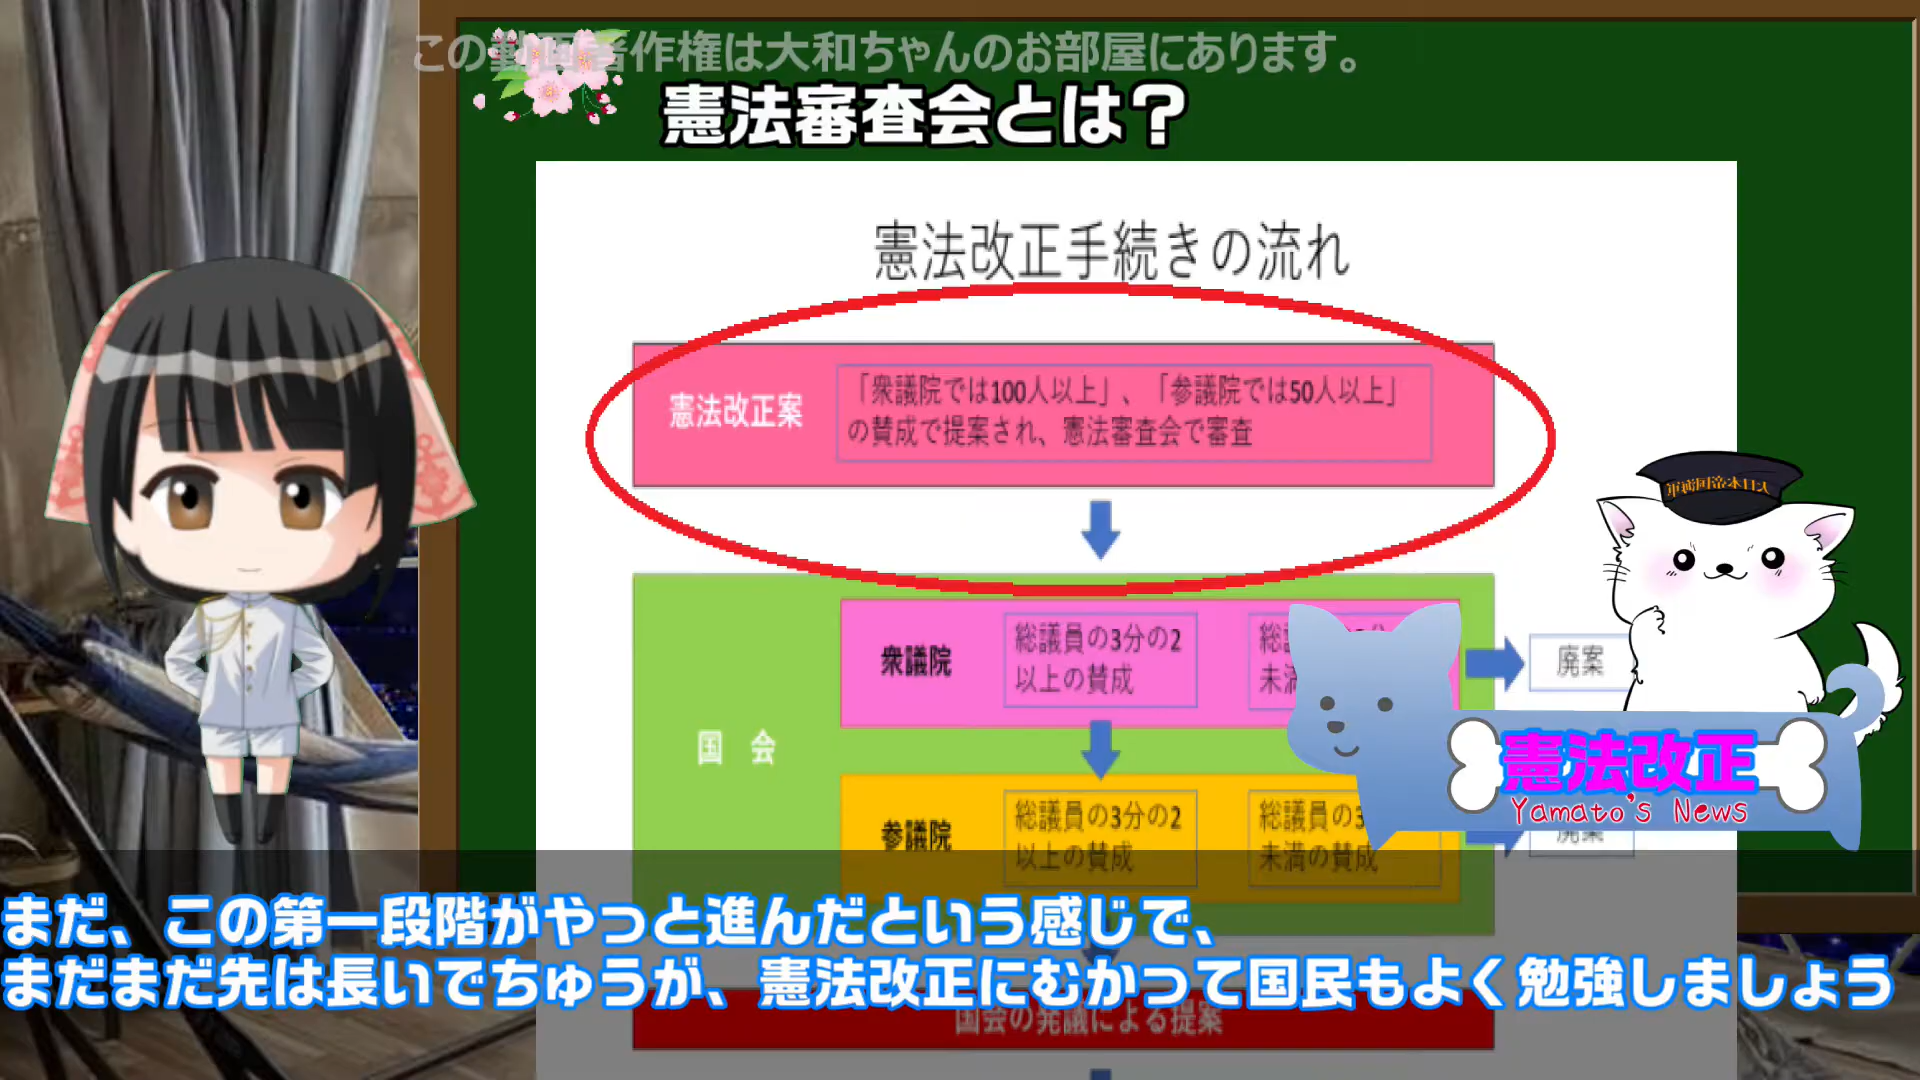 この動画著作権は大和ちゃんのお部屋にあります。
憲法審査会とは？
憲法改正手続きの流れ
憲法改正案
「衆議院では100人以上」、「参議院では50人以上」
の賛成で提案され、憲法審査会で審査
国 会
衆議院
総議員の3分の2
以上の賛成
総
未満
廃案
参議院
総議員の3分の2
以上の賛成
総議員の3
未満の賛成
廃案
憲法改正
Yamato's News
まだ、この第一段階がやっと進んだという感じで、
まだまだ先は長いでちゅうが、憲法改正にむかって国民もよく勉強しましょう
国会の発議による提案